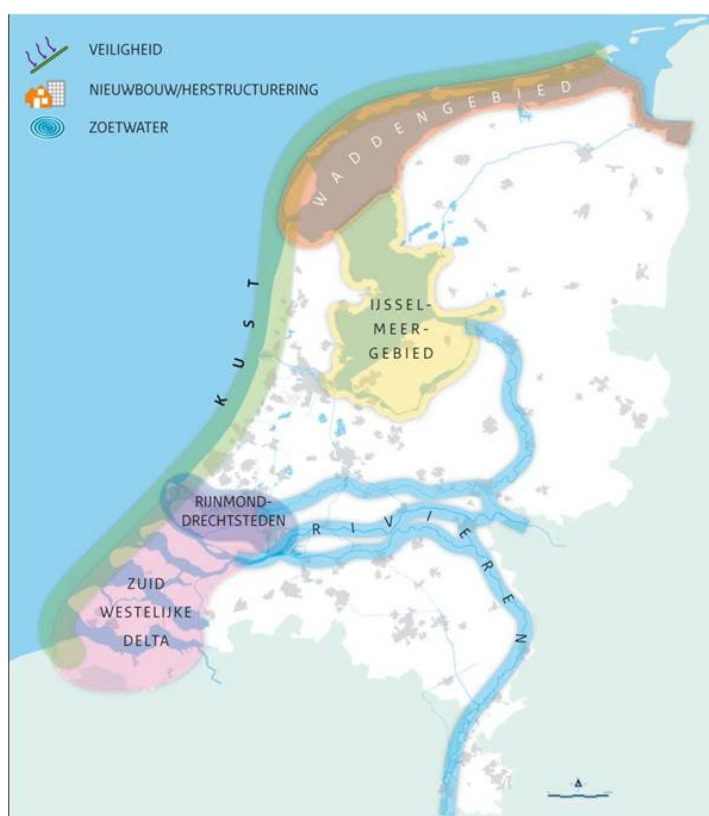 VEILIGHEID
NIEUWBOUW/HERSTRUCTURERING
ZOETWATER
WADDENGEBIED
KUST
IJSSEL-
MEER-
GEBIED
RIJNMOND-
DRECHTSTEDEN
RIVIEREN
ZUID
WESTELIJKE
DELTA